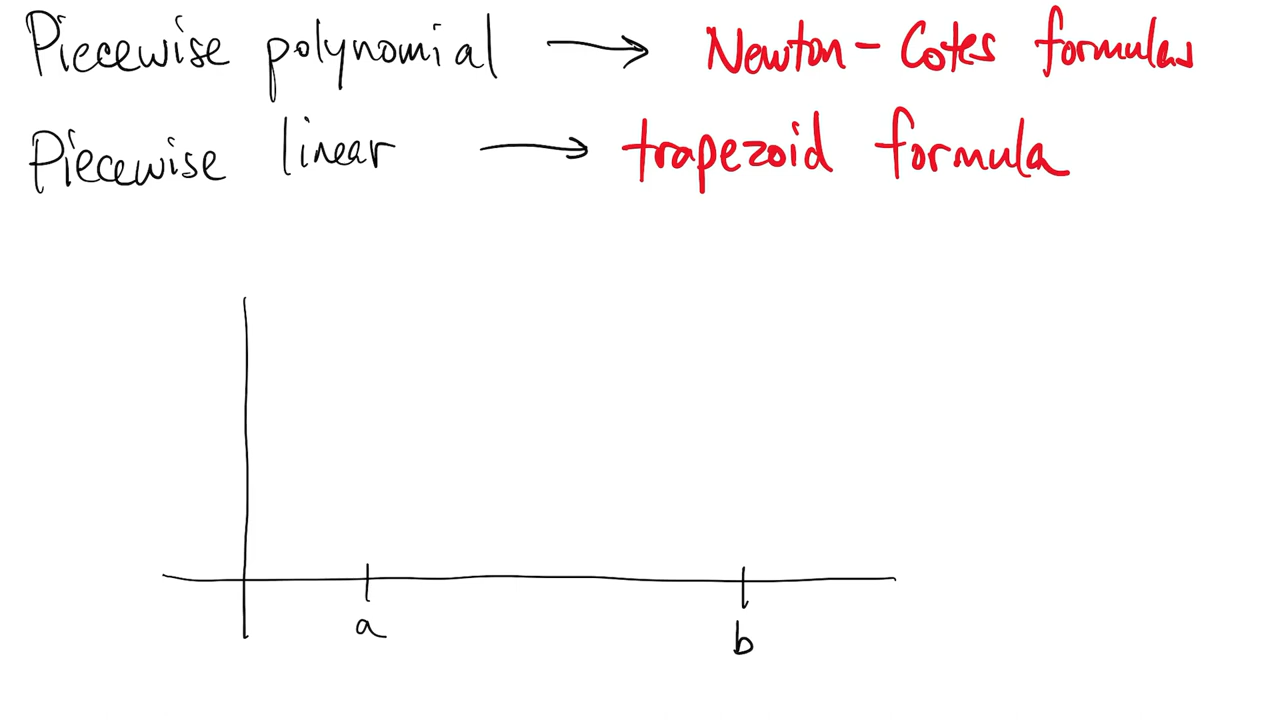 Piecewise polynomial → Newton-Cotes formulas
Piecewise linear → trapezoid formula
a b